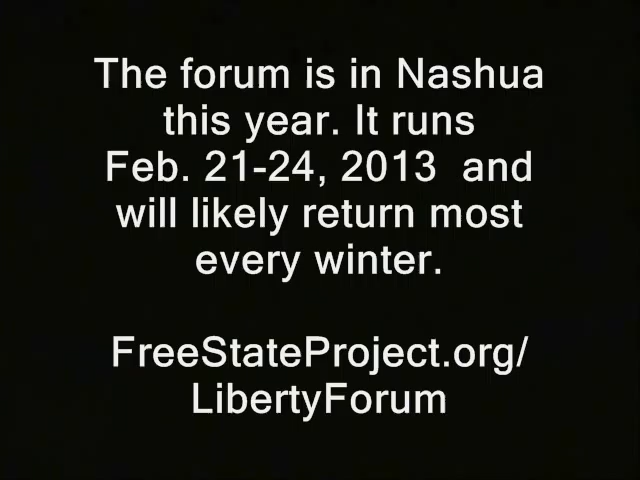 The forum is in Nashua
this year. It runs
Feb. 21-24, 2013  and
will likely return most
every winter.
FreeStateProject.org/
LibertyForum